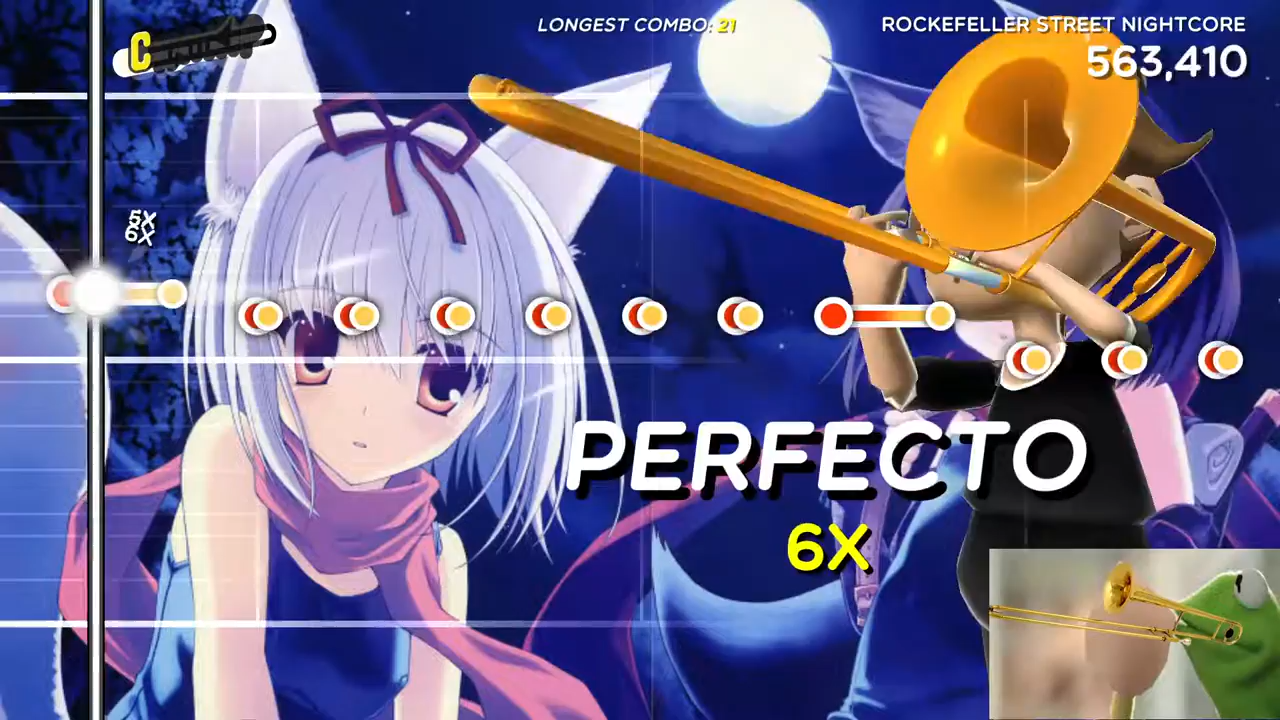 LONGEST COMBO: 21
ROCKEFELLER STREET NIGHTCORE
563,410
C
5X
6X
PERFECTO
6X